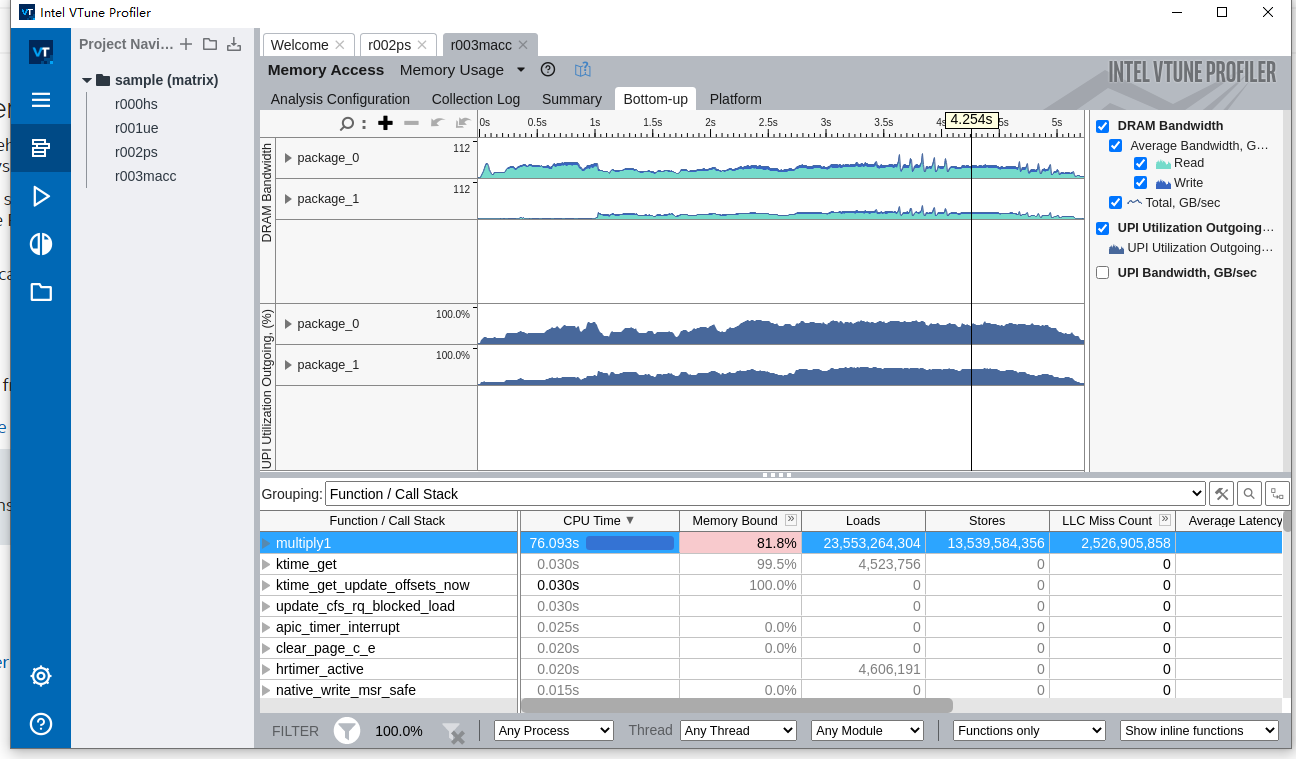 Intel VTune Profiler
VT
Project Navi...
sample (matrix)
r000hs
r001ue
r002ps
r003macc
Welcome
r002ps
r003macc
Memory Access Memory Usage
INTEL VTUNE PROFILER
Analysis Configuration Collection Log Summary Bottom-up Platform
0s 0.5s 1s 1.5s 2s 2.5s 3s 3.5s 4s 4.254s 5s 5s
DRAM Bandwidth
package_0 112
package_1 112
UPI Utilization Outgoing, (%)
package_0 100.0%
package_1 100.0%
DRAM Bandwidth
Average Bandwidth, G...
Read
Write
Total, GB/sec
UPI Utilization Outgoing...
UPI Utilization Outgoing...
UPI Bandwidth, GB/sec
Grouping: Function / Call Stack
Function / Call Stack CPU Time ▼ Memory Bound » Loads Stores LLC Miss Count » Average Latency
multiply1 76.093s 81.8% 23,553,264,304 13,539,584,356 2,526,905,858
ktime_get 0.030s 99.5% 4,523,756 0 0
ktime_get_update_offsets_now 0.030s 100.0% 0 0 0
update_cfs_rq_blocked_load 0.030s 0 0 0
apic_timer_interrupt 0.025s 0.0% 0 0 0
clear_page_c_e 0.020s 0.0% 0 0 0
hrtimer_active 0.020s 4,606,191 0 0
native_write_msr_safe 0.015s 0.0% 0 0 0
FILTER 100.0% Any Process Thread Any Thread Any Module Functions only Show inline functions